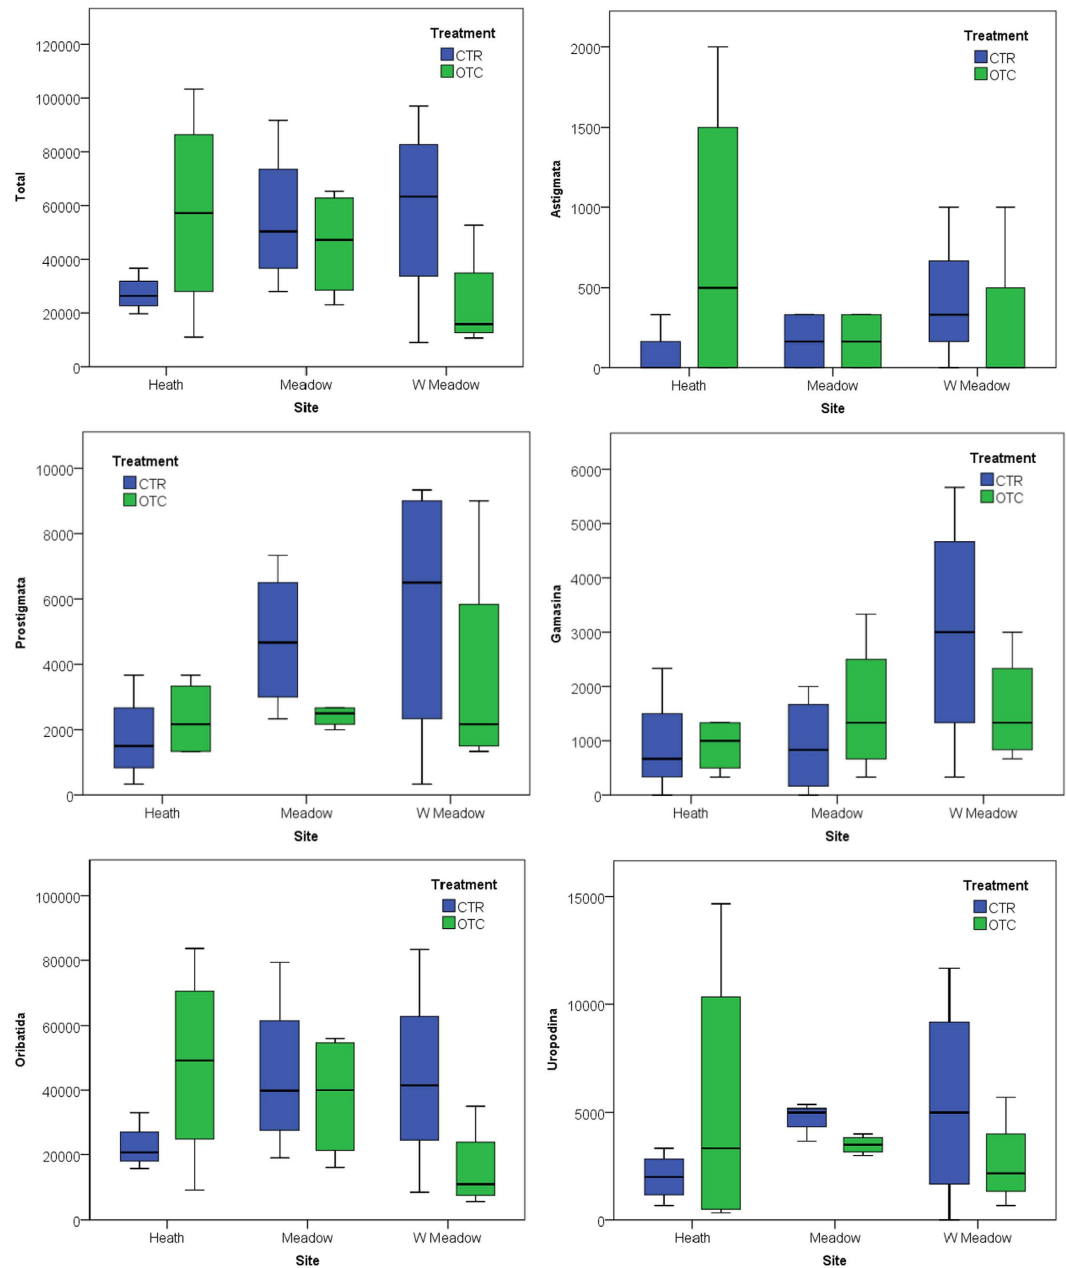 Treatment
CTR
OTC
120000
100000
80000
60000
40000
20000
0
Total
Heath
Meadow
W Meadow
Site
Treatment
CTR
OTC
2000
1500
1000
500
0
Astigmata
Heath
Meadow
W Meadow
Site
Treatment
CTR
OTC
10000
8000
6000
4000
2000
0
Prostigmata
Heath
Meadow
W Meadow
Site
Treatment
CTR
OTC
6000
5000
4000
3000
2000
1000
0
Gamasina
Heath
Meadow
W Meadow
Site
Treatment
CTR
OTC
100000
80000
60000
40000
20000
0
Oribatida
Heath
Meadow
W Meadow
Site
Treatment
CTR
OTC
15000
10000
5000
0
Uropodina
Heath
Meadow
W Meadow
Site